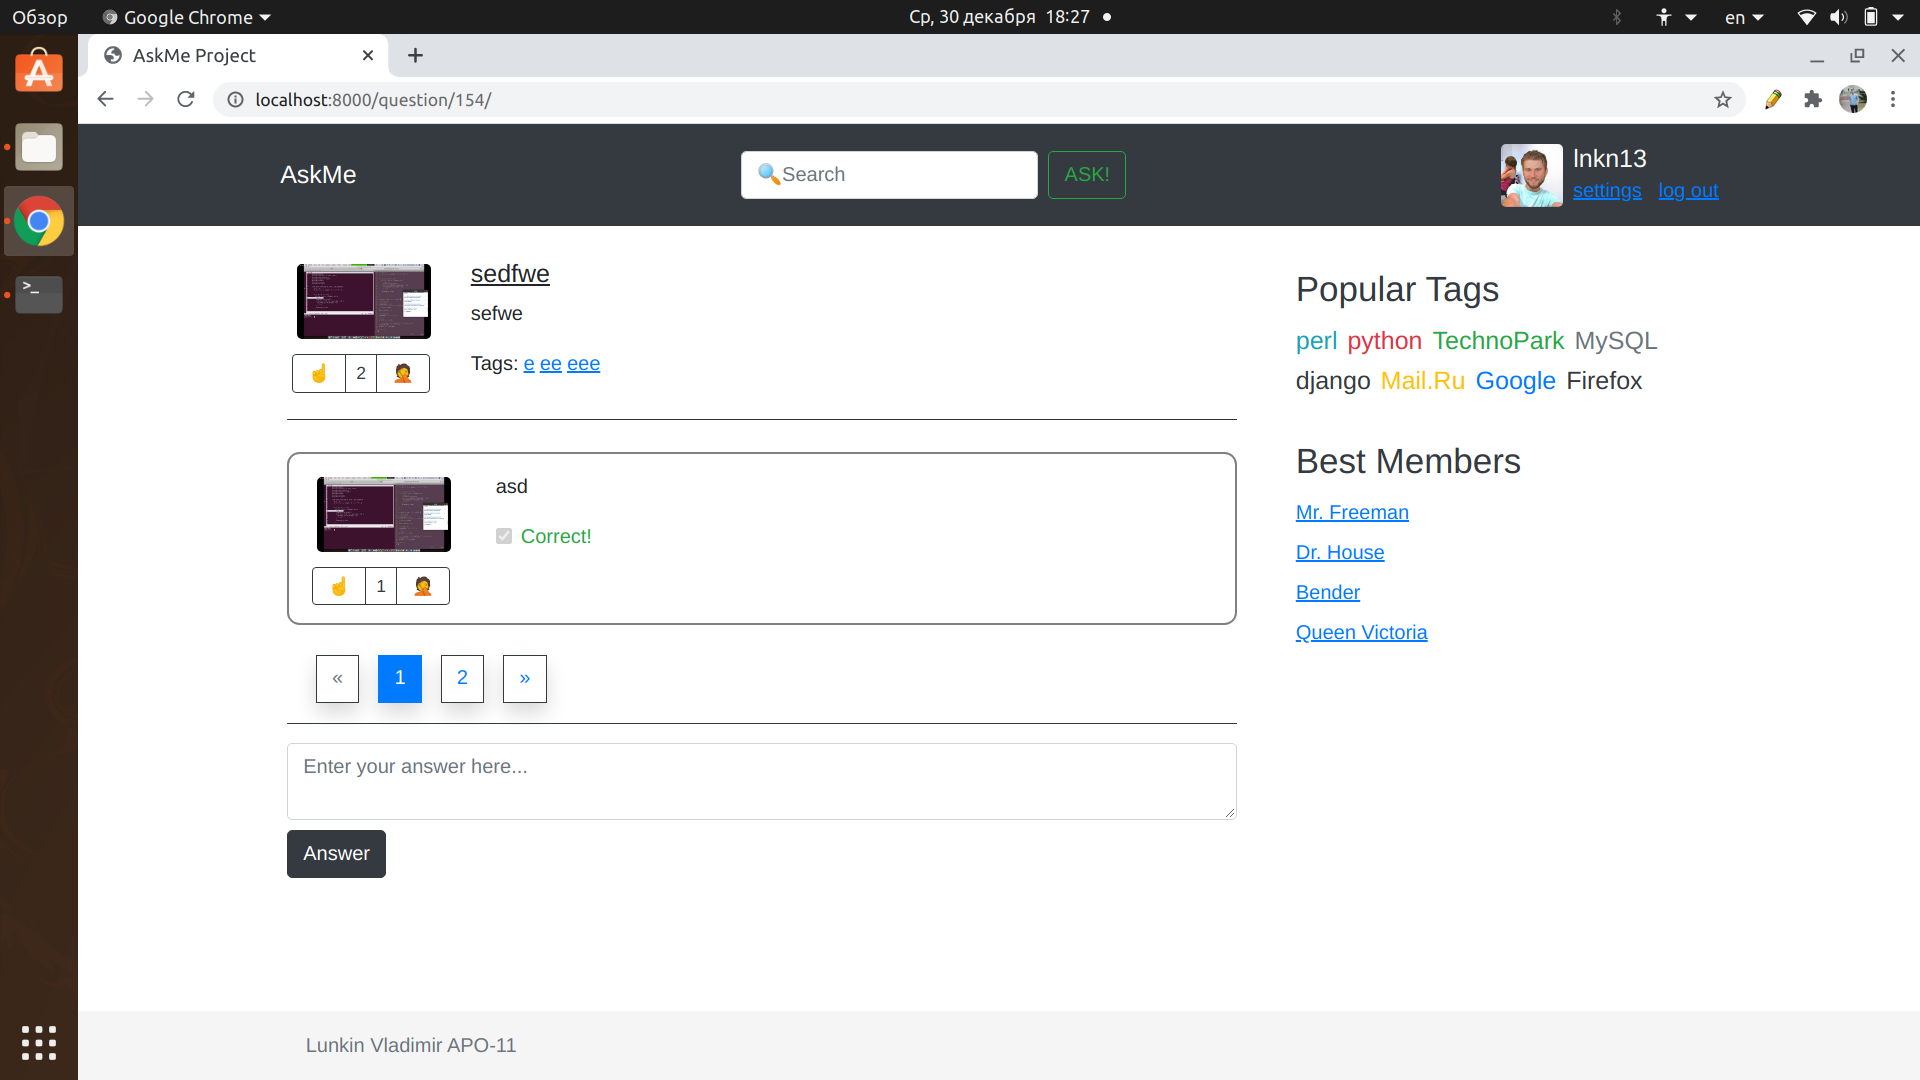 Обзор Google Chrome Ср, 30 декабря 18:27 en
AskMe Project
localhost:8000/question/154/
AskMe 🔍Search ASK! lnkn13
settings log out
sedfwe
sefwe
Tags: e ee eee
☝ 2 🤦
asd
Correct!
☝ 1 🤦
« 1 2 »
Enter your answer here...
Answer
Popular Tags
perl python TechnoPark MySQL
django Mail.Ru Google Firefox
Best Members
Mr. Freeman
Dr. House
Bender
Queen Victoria
Lunkin Vladimir APO-11